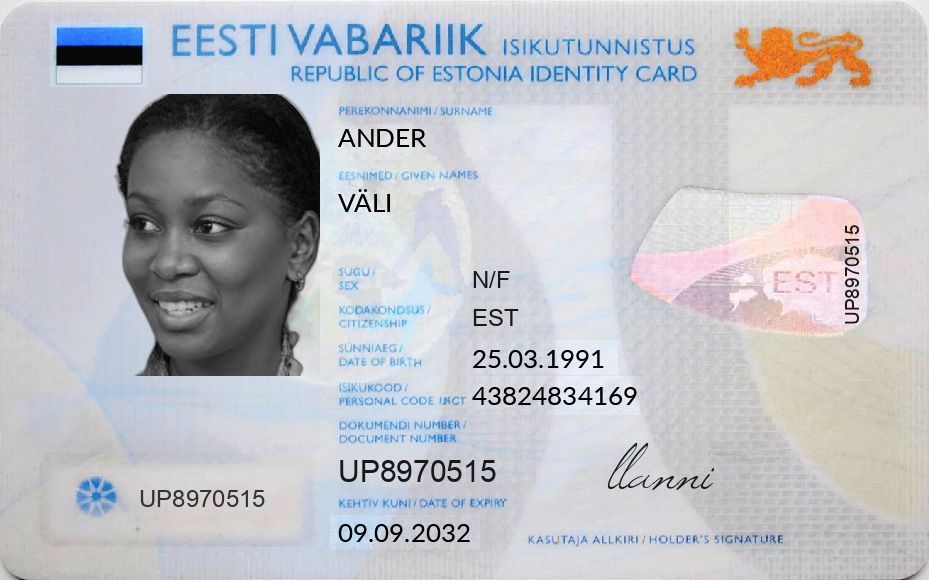 EESTI VABARIIK ISIKUTUNNISTUS
REPUBLIC OF ESTONIA IDENTITY CARD
PEREKONNANIMI / SURNAME
ANDER
EESNIMED / GIVEN NAMES
VÄLI
SUGU /
SEX
N/F
KODAKONDSUS /
CITIZENSHIP
EST
SÜNNIAEG /
DATE OF BIRTH
25.03.1991
ISIKUKOOD /
PERSONAL CODE
43824834169
DOKUMENDI NUMBER /
DOCUMENT NUMBER
UP8970515
KEHTIV KUNI / DATE OF EXPIRY
09.09.2032
UP8970515
EST
UP8970515
llanni
KASUTAJA ALLKIRI / HOLDER'S SIGNATURE